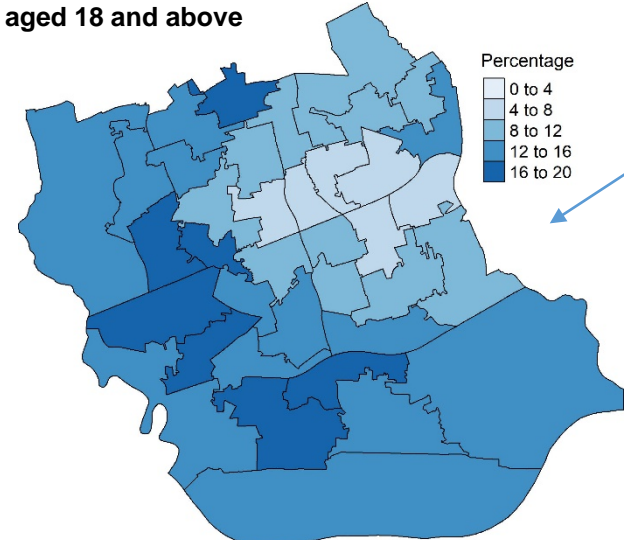 aged 18 and above
Percentage
0 to 4
4 to 8
8 to 12
12 to 16
16 to 20